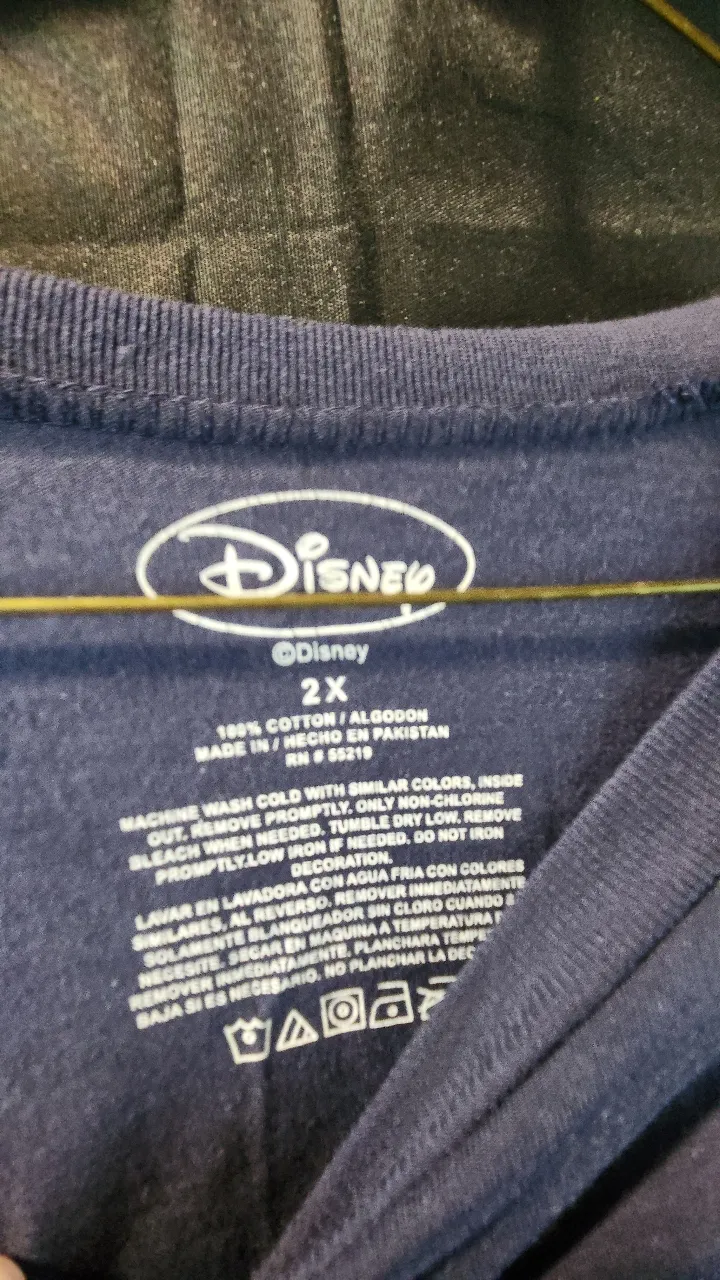 Disney
©Disney
2X
100% COTTON / ALGODON
MADE IN / HECHO EN PAKISTAN
RN # 55219
MACHINE WASH COLD WITH SIMILAR COLORS, INSIDE
OUT. REMOVE PROMPTLY. ONLY NON-CHLORINE
BLEACH WHEN NEEDED. TUMBLE DRY LOW. REMOVE
PROMPTLY.LOW IRON IF NEEDED. DO NOT IRON
DECORATION.
LAVAR EN LAVADORA CON AGUA FRIA CON COLORES
SIMILARES, AL REVERSO. REMOVER INMEDIATAMENTE
SOLAMENTE BLANQUEADOR SIN CLORO CUANDO
NECESITE. SECAR EN MAQUINA A TEMPERATURA
REMOVER INMEDIATAMENTE. PLANCHAR A
BAJA SI ES NECESARIO. NO PLANCHAR LA